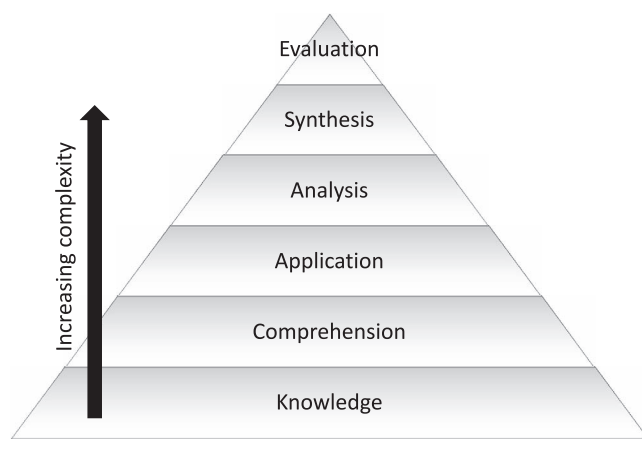 Evaluation
Synthesis
Analysis
Application
Comprehension
Knowledge
Increasing complexity